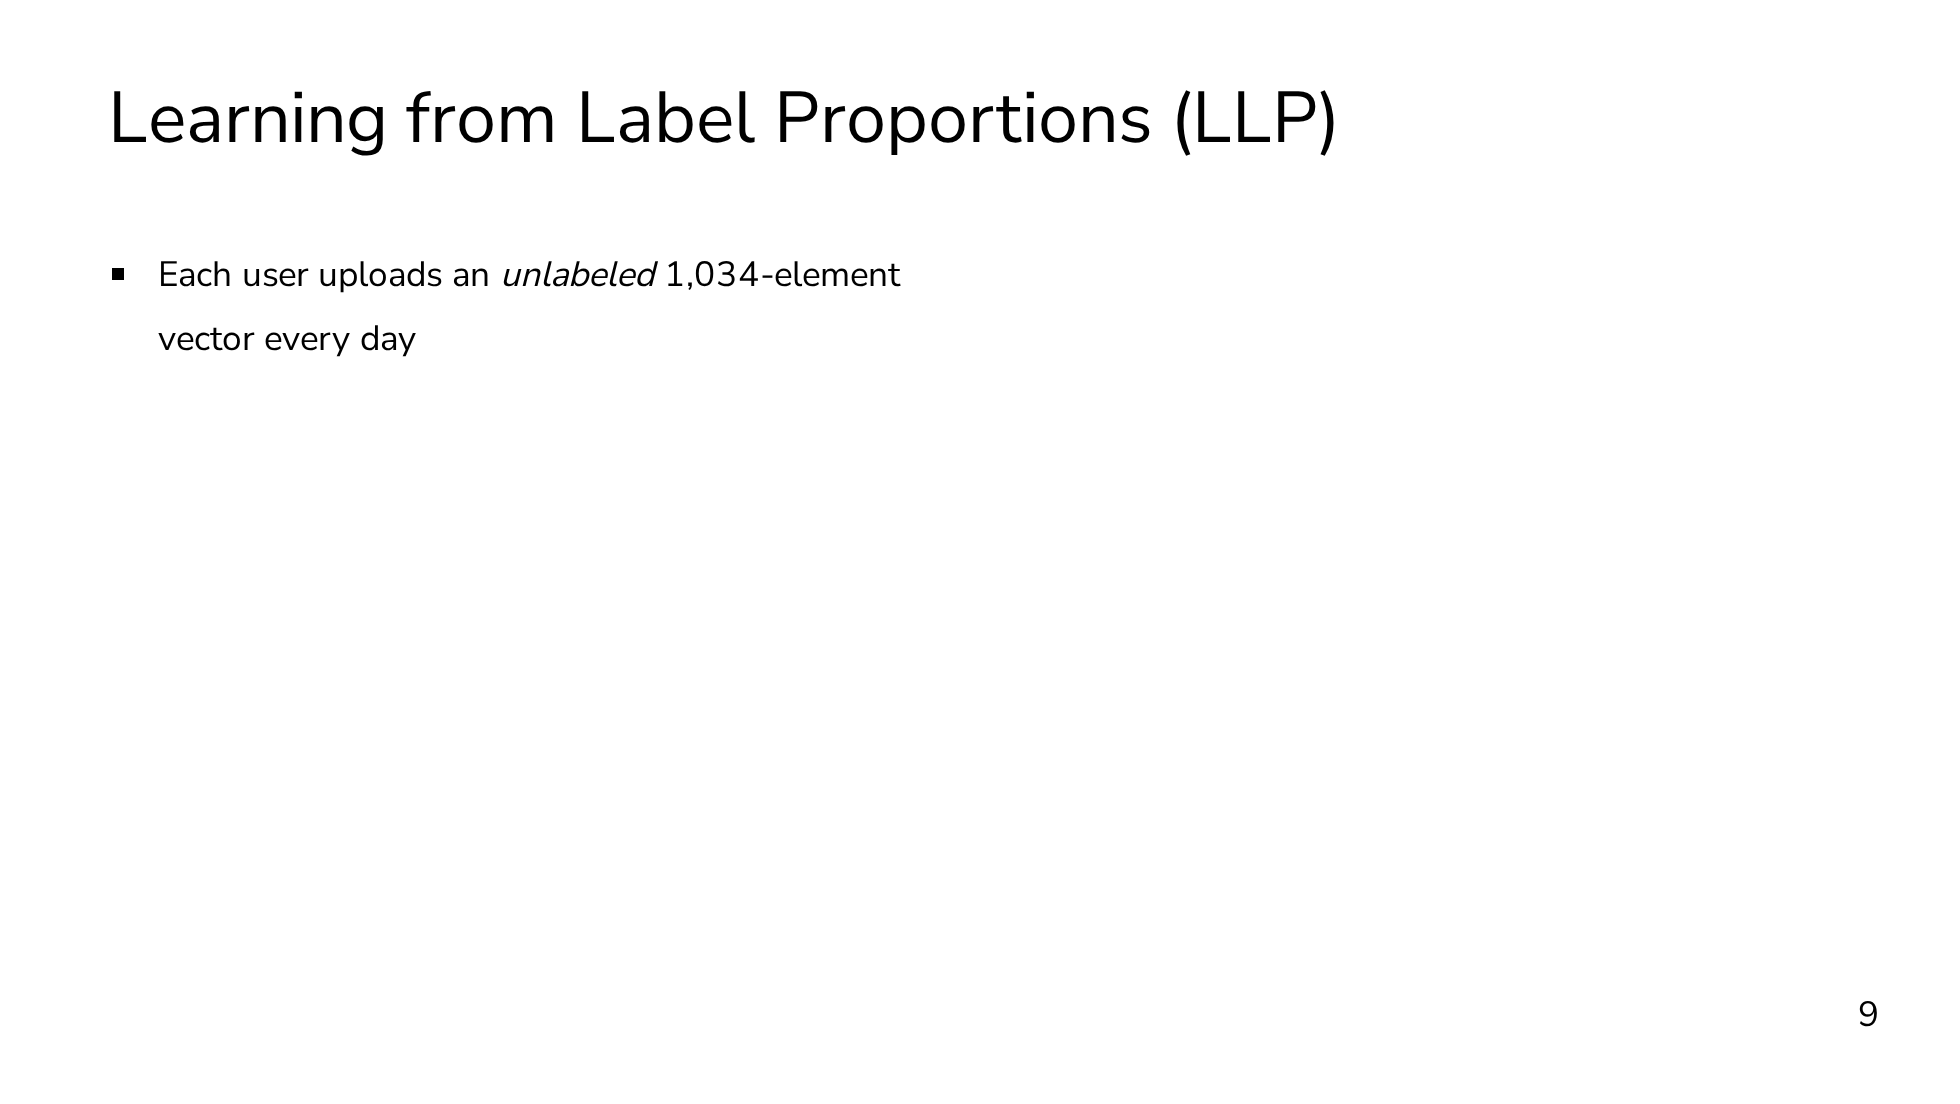 Learning from Label Proportions (LLP)
▪ Each user uploads an unlabeled 1,034-element
vector every day
9